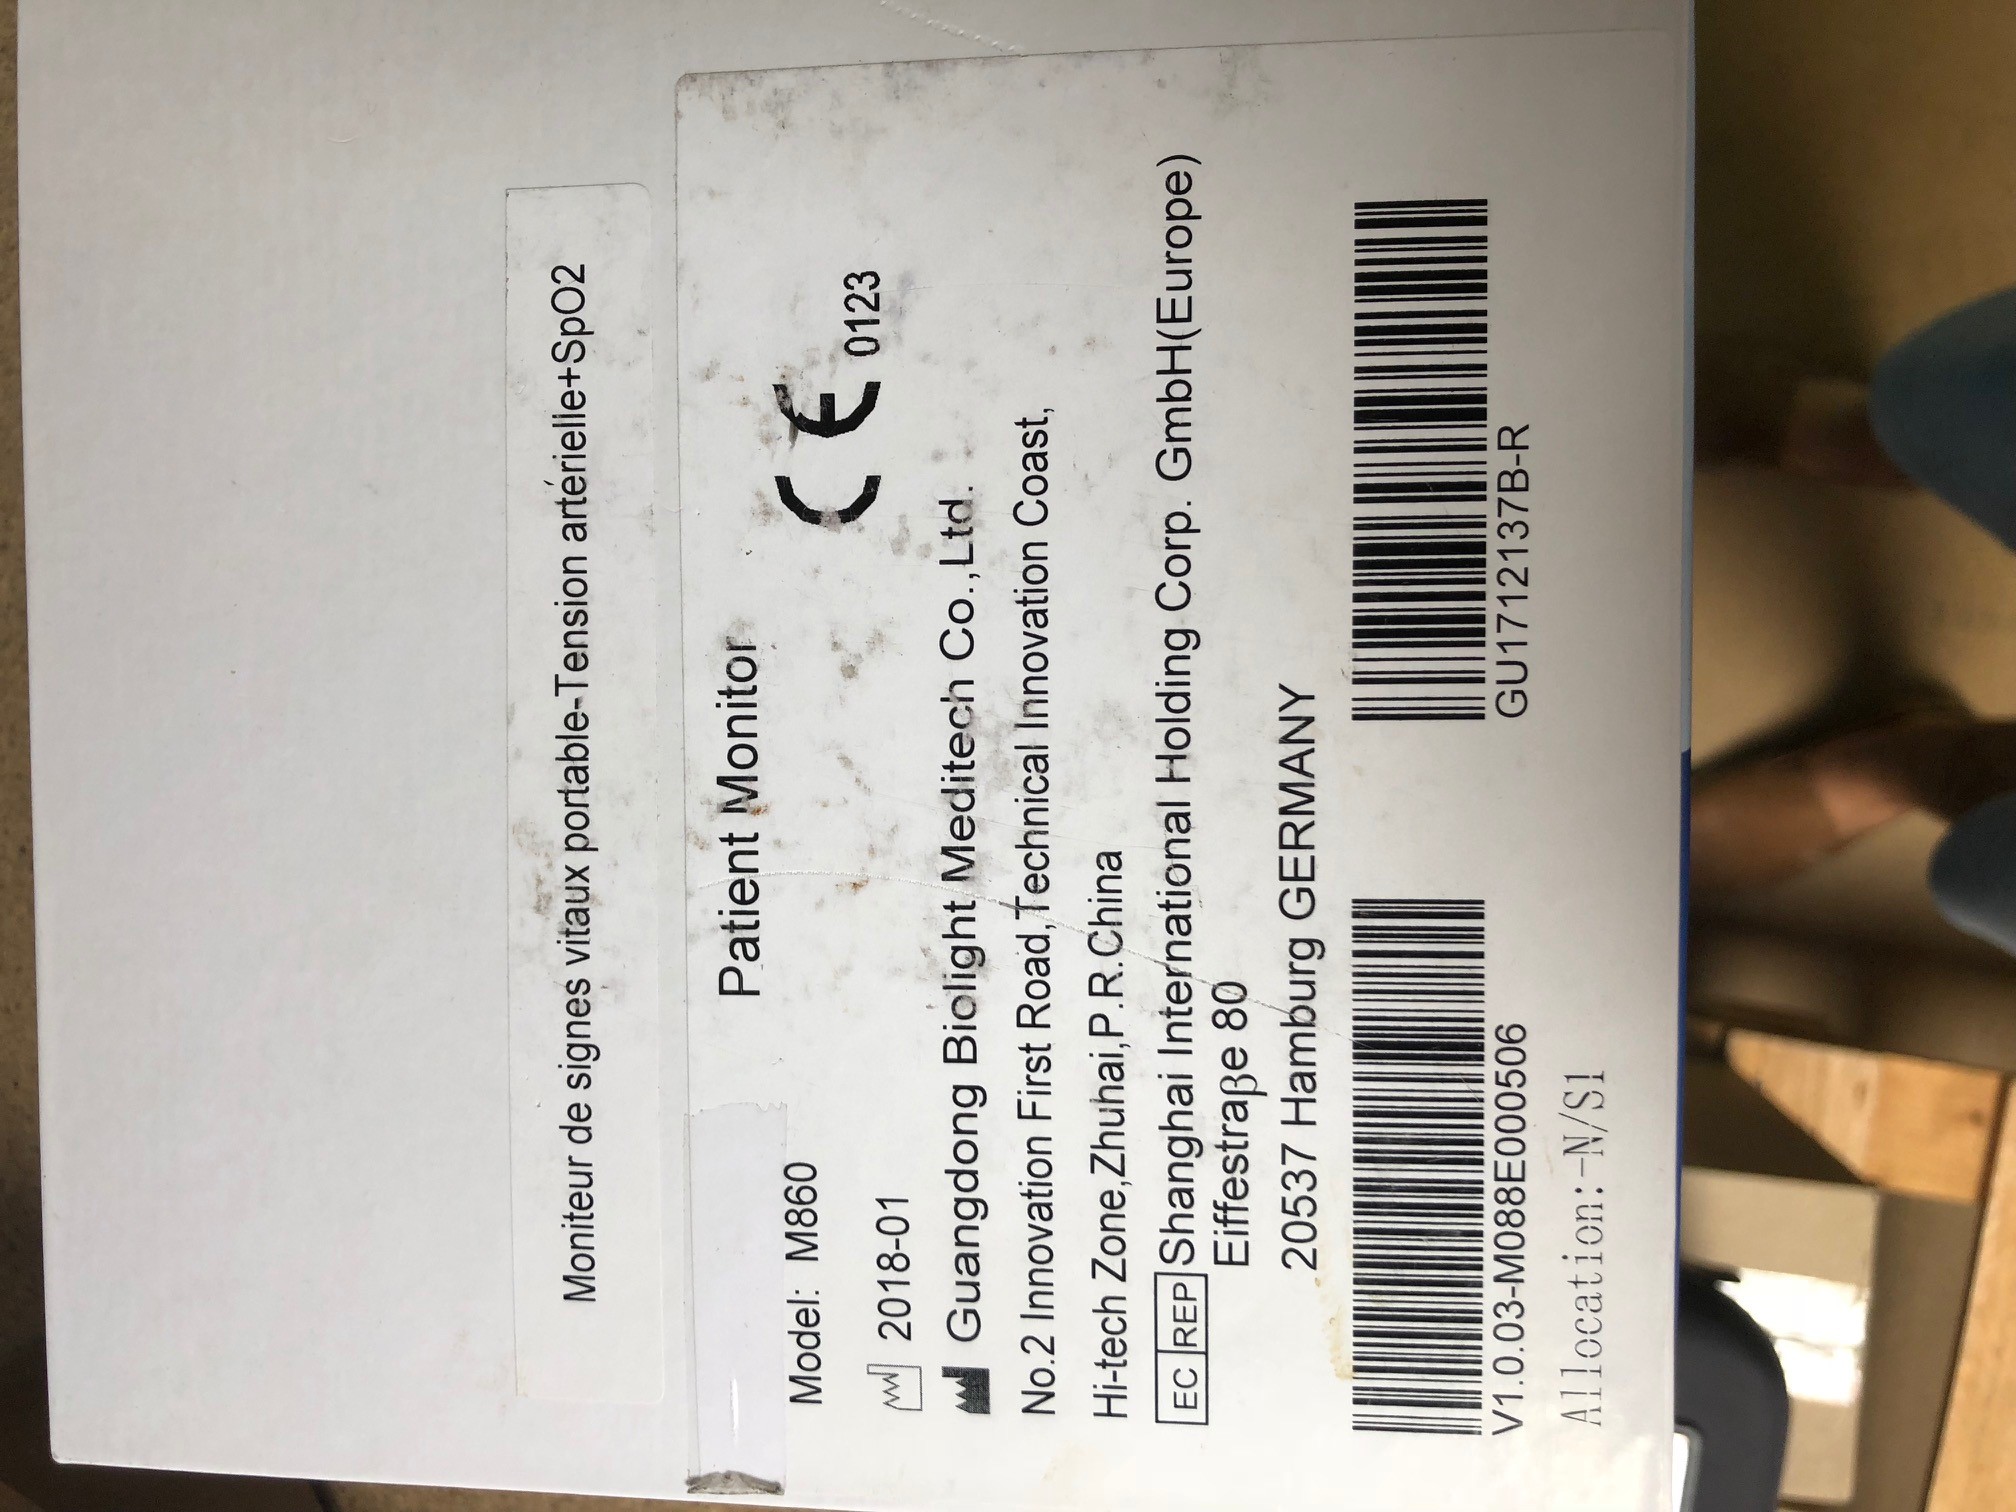 Moniteur de signes vitaux portable-Tension artérielle+SpO2
Patient Monitor
Model: M860
CE 0123
2018-01
Guangdong Biolight Meditech Co.,Ltd.
No.2 Innovation First Road,Technical Innovation Coast,
Hi-tech Zone,Zhuhai,P.R.China
EC REP Shanghai International Holding Corp. GmbH(Europe)
Eiffestraβe 80
20537 Hamburg GERMANY
V1.0.03-M088E000506 GU1712137B-R
Allocation:-N/S1